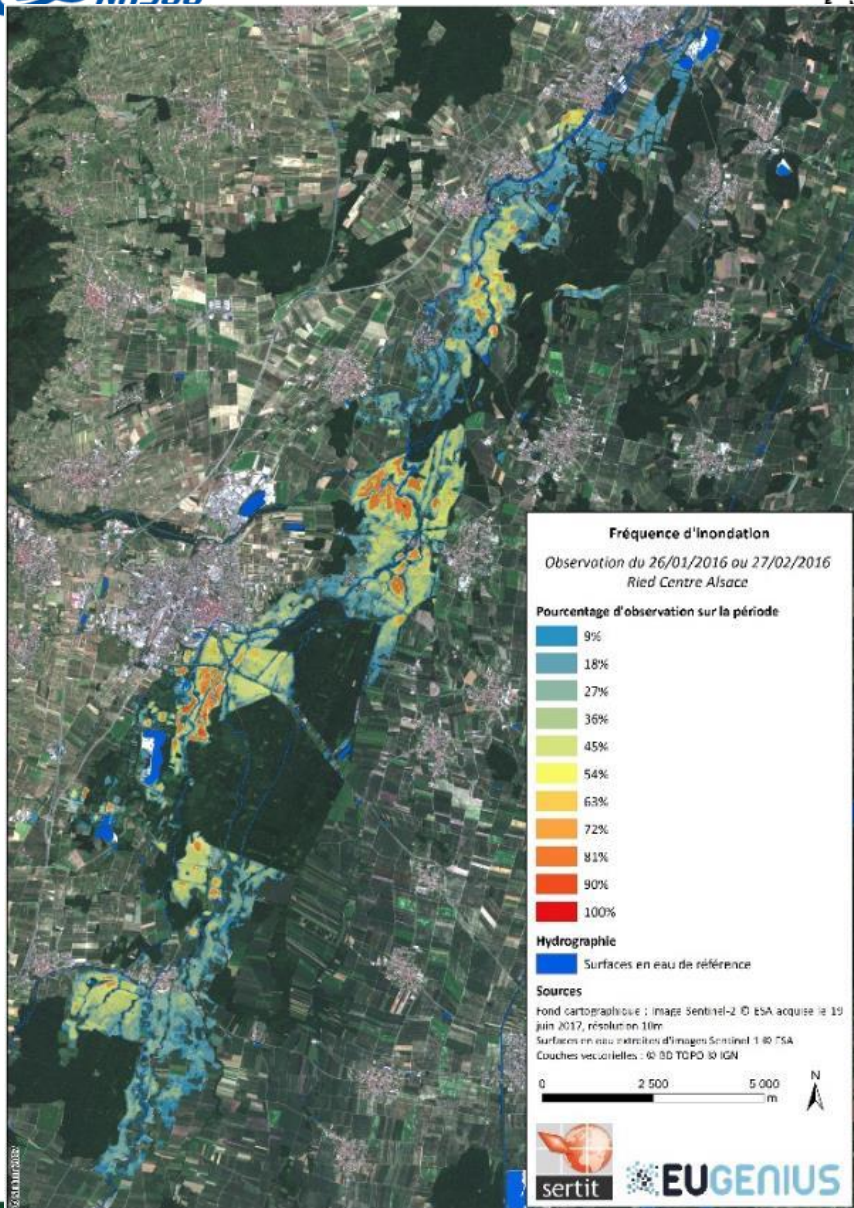 Fréquence d'Inondation
Observation du 26/01/2016 au 27/02/2016
Ried Centre Alsace
Pourcentage d'observation sur la période
9%
18%
27%
36%
45%
54%
63%
72%
81%
90%
100%
Hydrographie
Surfaces en eau de référence
Sources
Fond cartographique : Image Sentinel-2 © ESA acquise le 19
juin 2017, résolution 10m
Surfaces en eau extraites d'images Sentinel 1 © ESA
Couches vectorielles : © BD TOPO © IGN
0 2 500 5 000
m
N
sertit
EUGENIUS